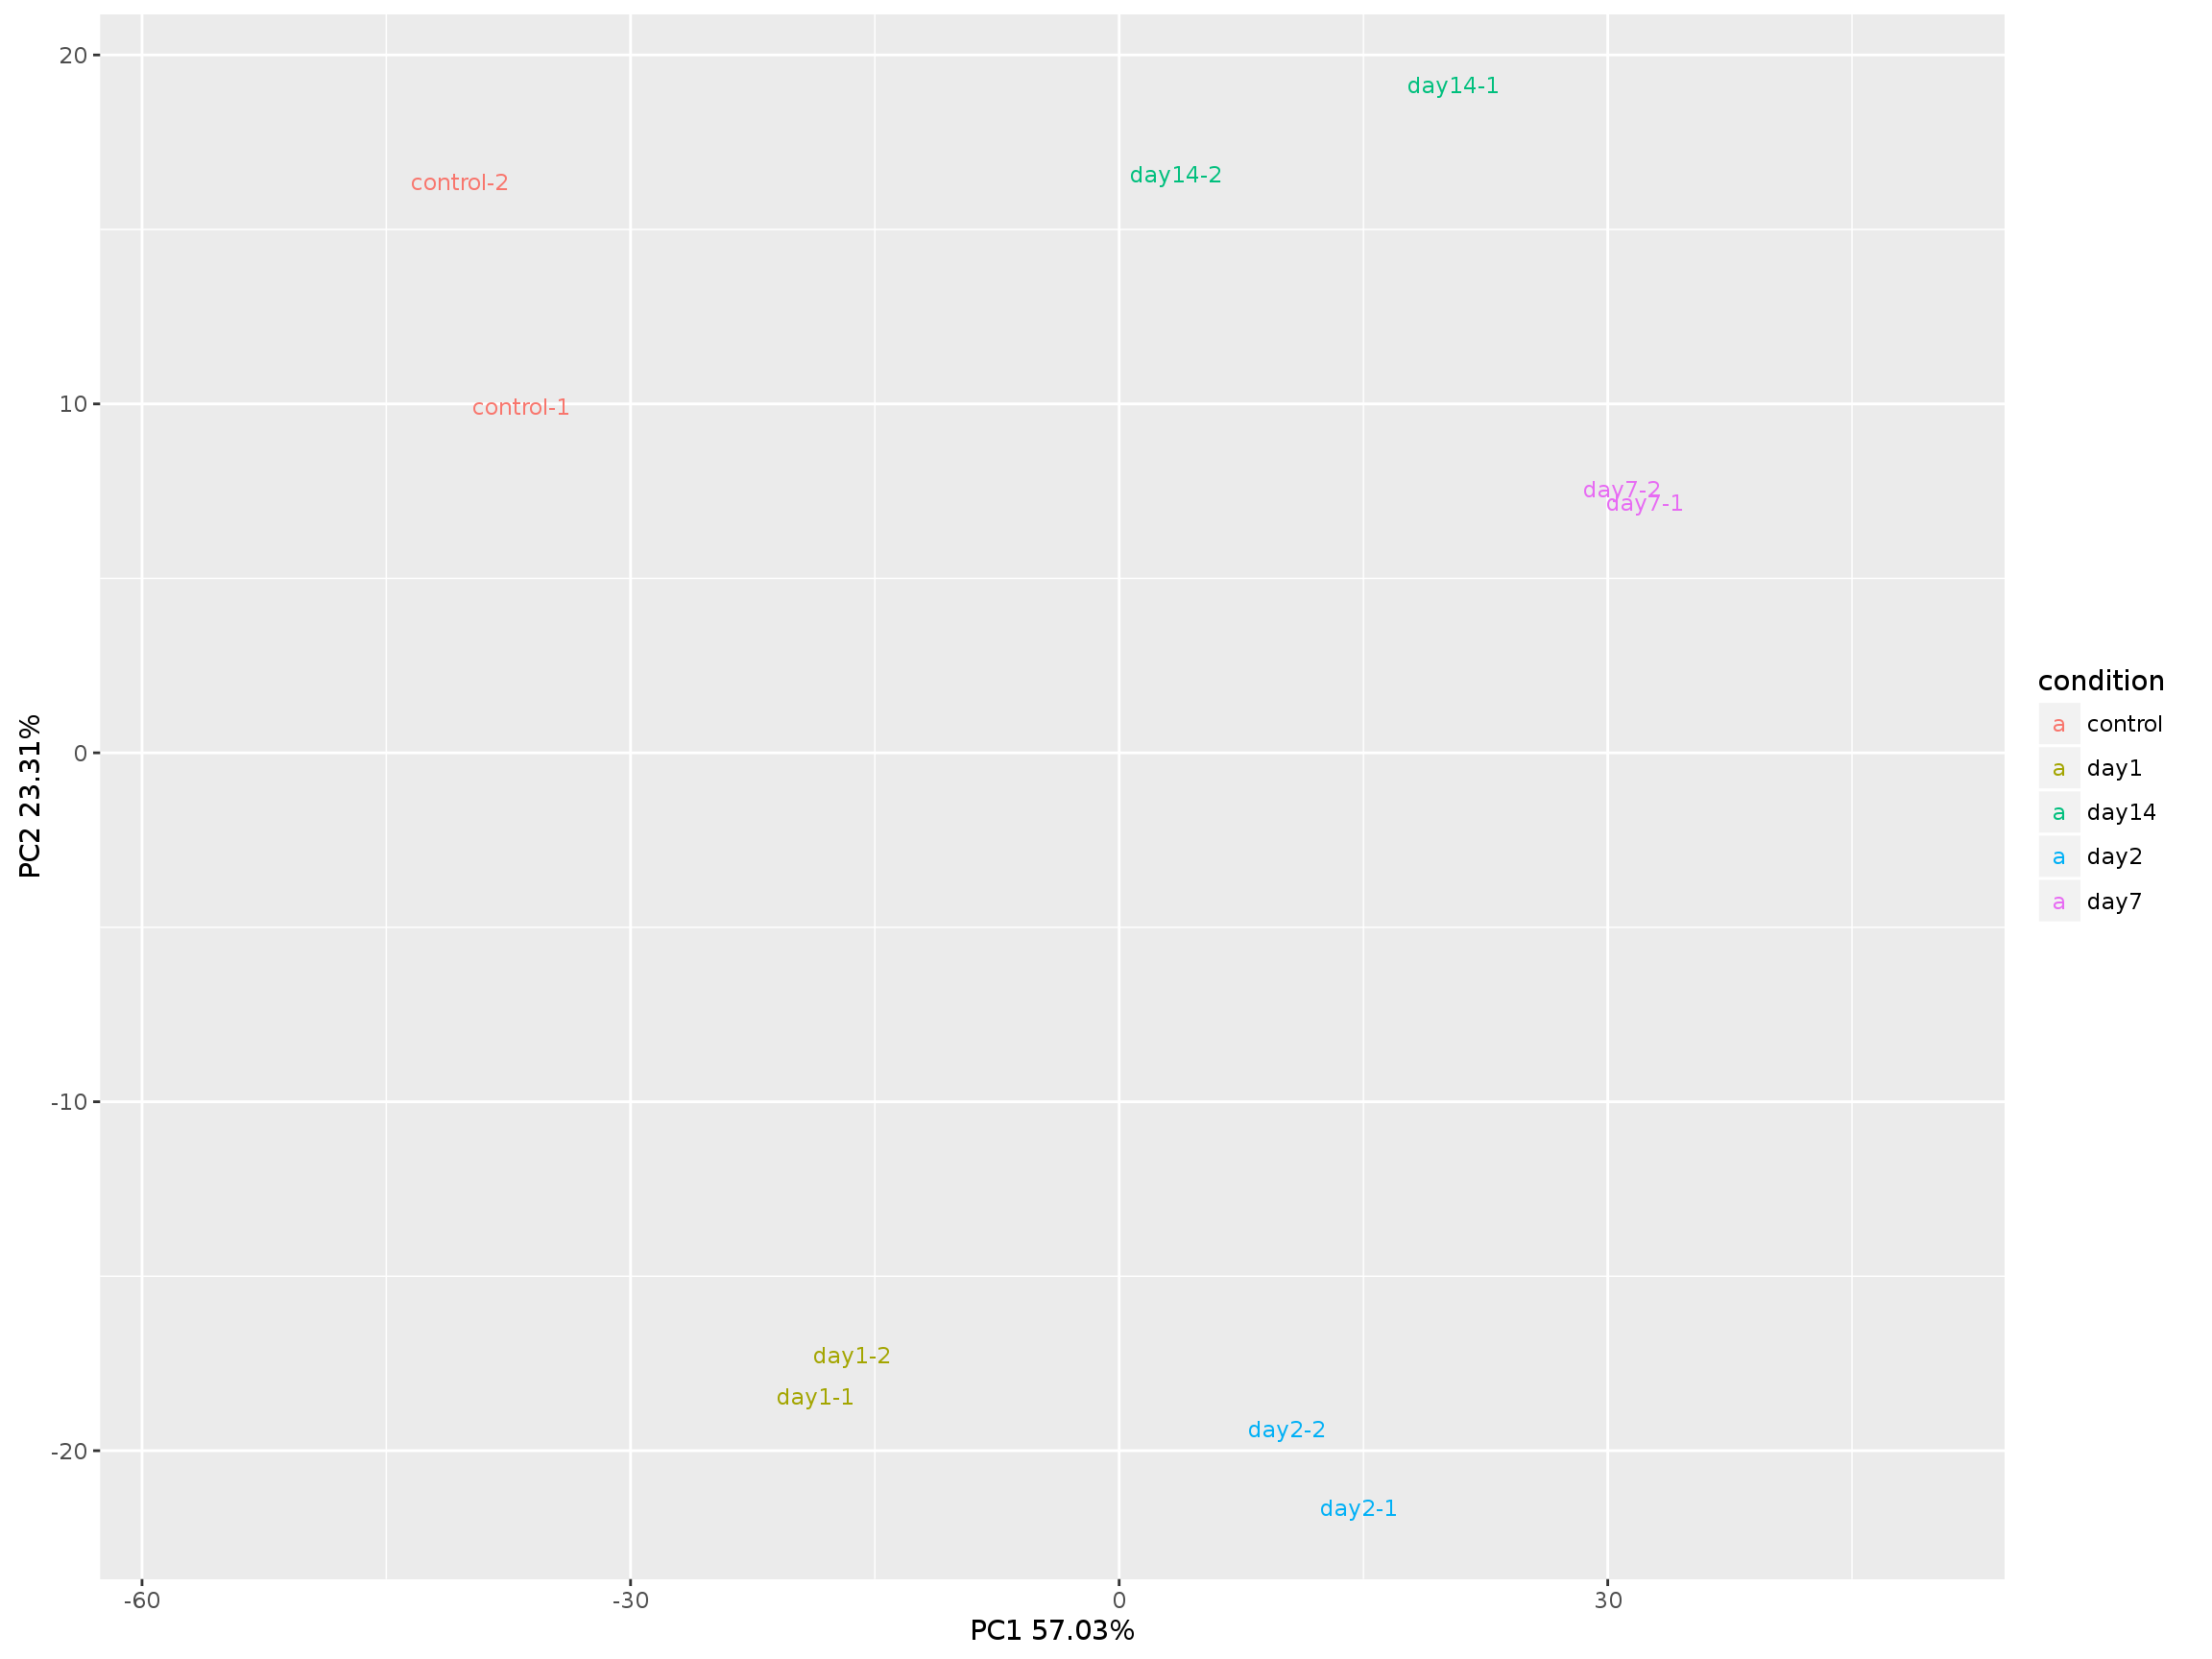 20
10
0
-10
-20
PC2 23.31%
day14-1
day14-2
control-2
control-1
day7-2
day7-1
day1-2
day1-1
day2-2
day2-1
-60
-30
0
30
PC1 57.03%
condition
a control
a day1
a day14
a day2
a day7